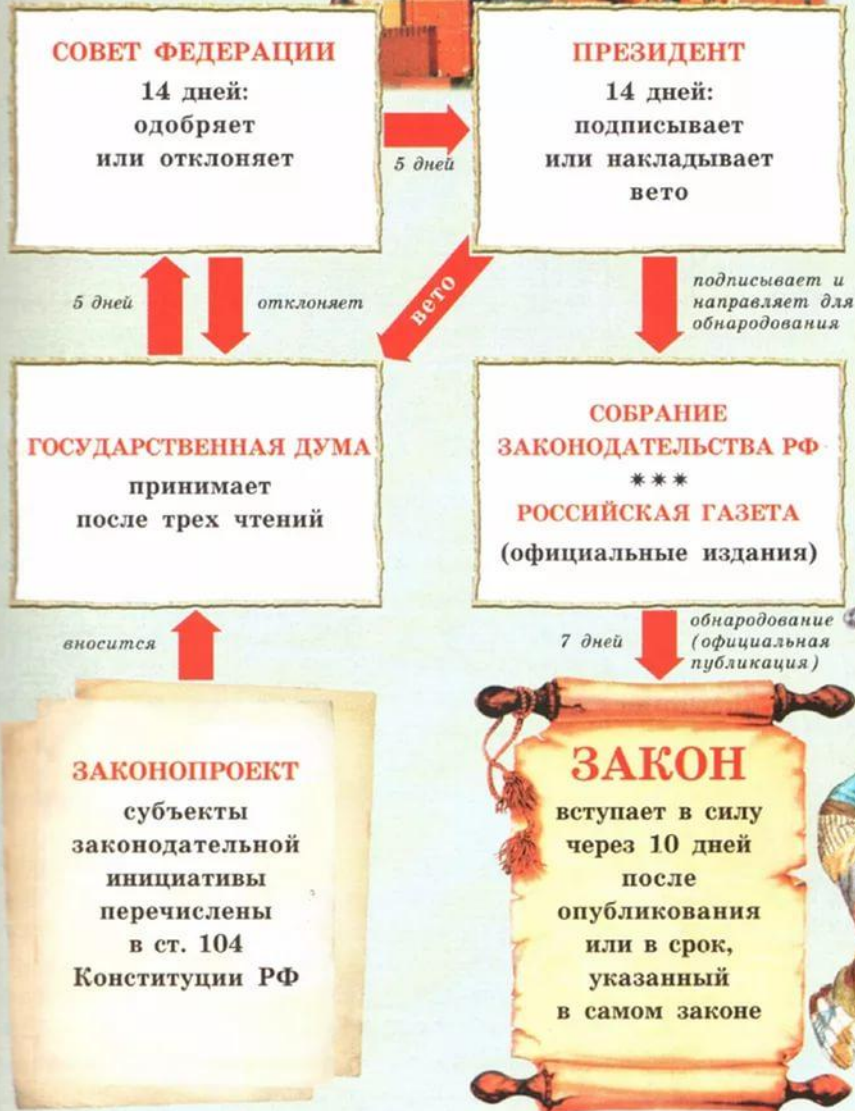 СОВЕТ ФЕДЕРАЦИИ
14 дней:
одобряет
или отклоняет
5 дней
ПРЕЗИДЕНТ
14 дней:
подписывает
или накладывает
вето
5 дней
отклоняет
вето
подписывает и
направляет для
обнародования
ГОСУДАРСТВЕННАЯ ДУМА
принимает
после трех чтений
СОБРАНИЕ
ЗАКОНОДАТЕЛЬСТВА РФ
***
РОССИЙСКАЯ ГАЗЕТА
(официальные издания)
вносится
7 дней
обнародование
(официальная
публикация)
ЗАКОНОПРОЕКТ
субъекты
законодательной
инициативы
перечислены
в ст. 104
Конституции РФ
ЗАКОН
вступает в силу
через 10 дней
после
опубликования
или в срок,
указанный
в самом законе